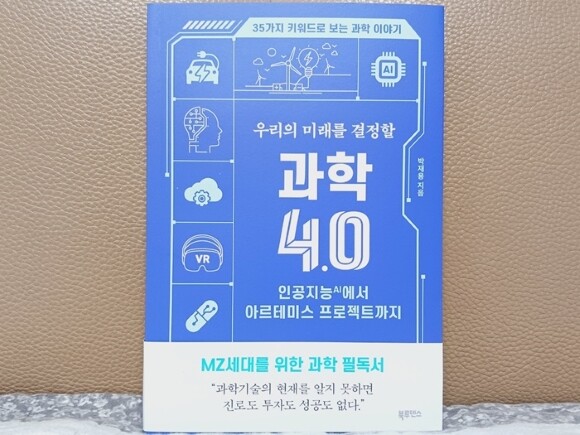 35가지 키워드로 보는 과학 이야기
AI
우리의 미래를 결정할
과학
4.0
박재용 지음
VR
인공지능AI에서
아르테미스 프로젝트까지
MZ세대를 위한 과학 필독서
“과학기술의 현재를 알지 못하면
진로도 투자도 성공도 없다.”
북루덴스